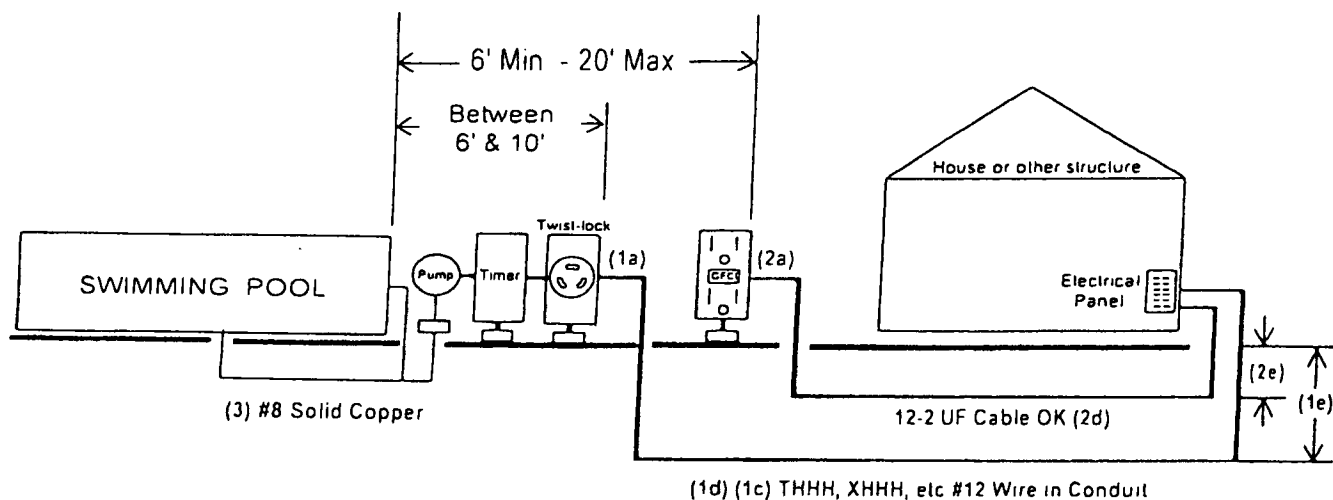 6' Min - 20' Max
Between
6' & 10'
House or other structure
Twist-lock
SWIMMING POOL
Pump
Timer
(1a)
GFCI
(2a)
Electrical
Panel
(2e)
(1e)
(3) #8 Solid Copper
12-2 UF Cable OK (2d)
(1d) (1c) THHH, XHHH, etc #12 Wire in Conduit